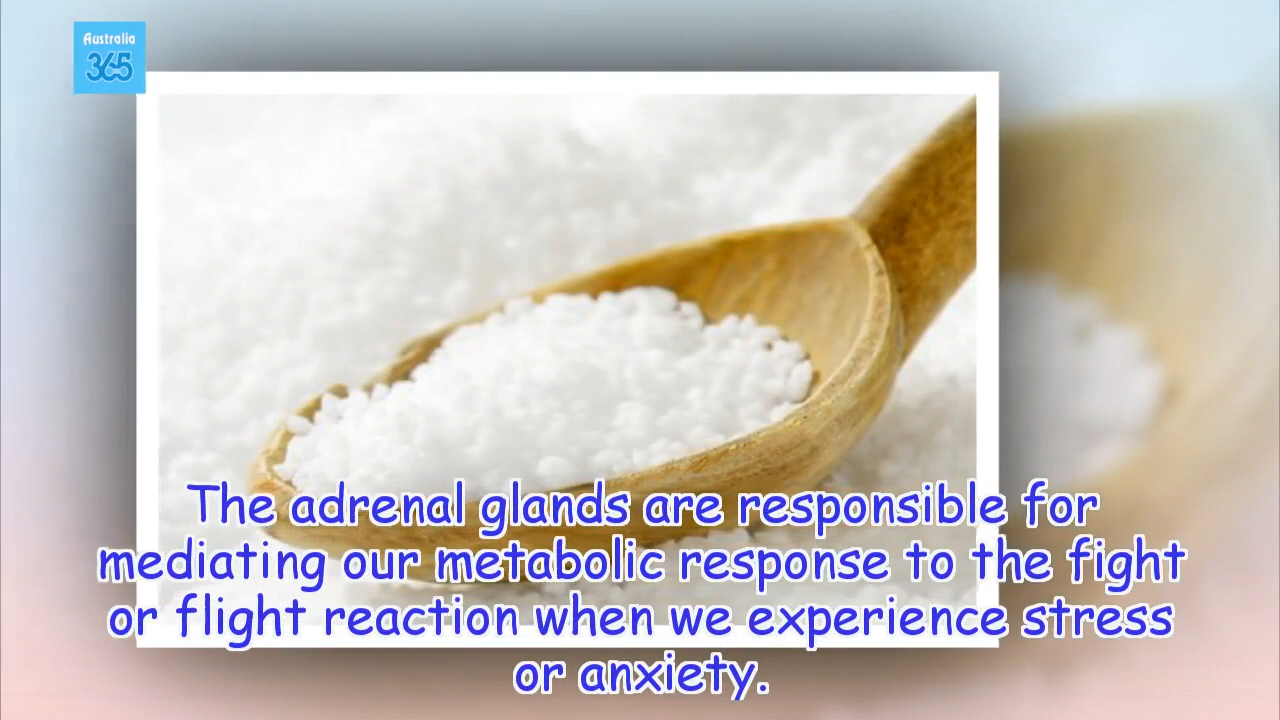 Australia
365
The adrenal glands are responsible for
mediating our metabolic response to the fight
or flight reaction when we experience stress
or anxiety.